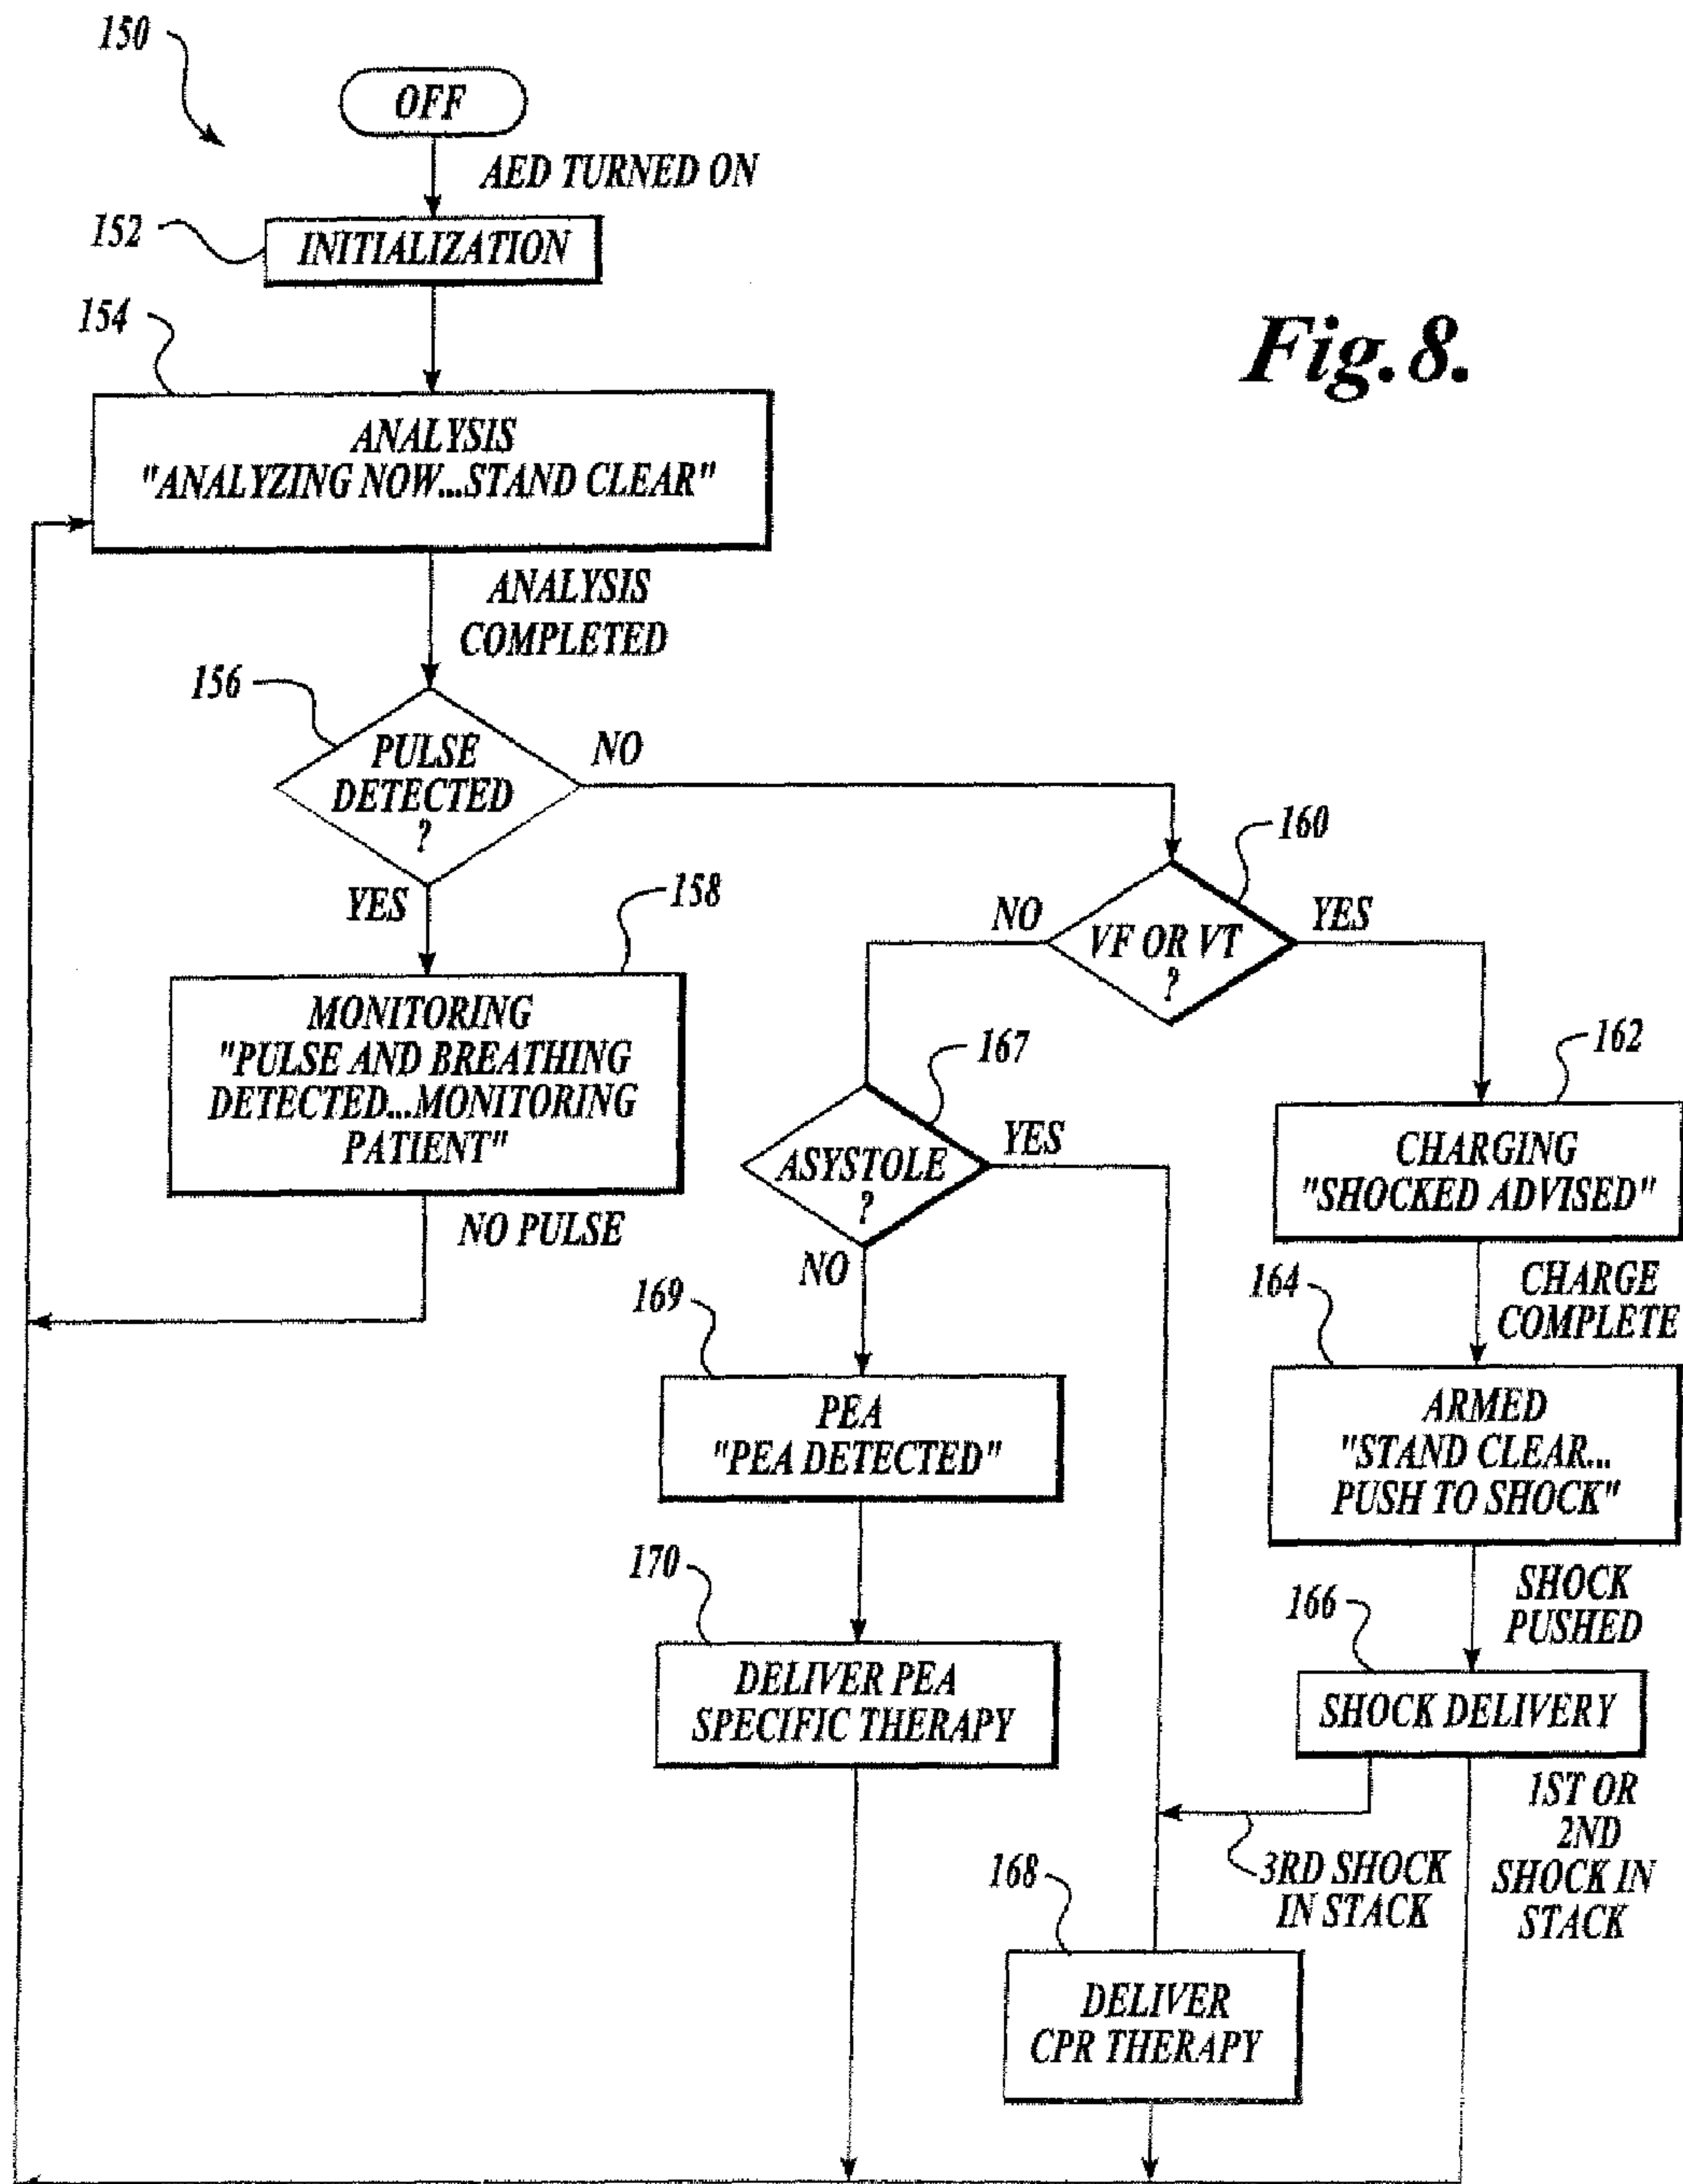 150
OFF
AED TURNED ON
152
INITIALIZATION
154
Fig. 8.
ANALYSIS
"ANALYZING NOW...STAND CLEAR"
ANALYSIS
COMPLETED
156
PULSE
DETECTED
?
NO
YES
158
MONITORING
"PULSE AND BREATHING
DETECTED...MONITORING
PATIENT"
NO PULSE
160
NO
VF OR VT
?
YES
167
ASYSTOLE
?
YES
NO
162
CHARGING
"SHOCKED ADVISED"
CHARGE
COMPLETE
164
ARMED
"STAND CLEAR...
PUSH TO SHOCK"
SHOCK
PUSHED
169
PEA
"PEA DETECTED"
170
DELIVER PEA
SPECIFIC THERAPY
166
SHOCK DELIVERY
1ST OR
2ND
SHOCK IN
STACK
3RD SHOCK
IN STACK
168
DELIVER
CPR THERAPY